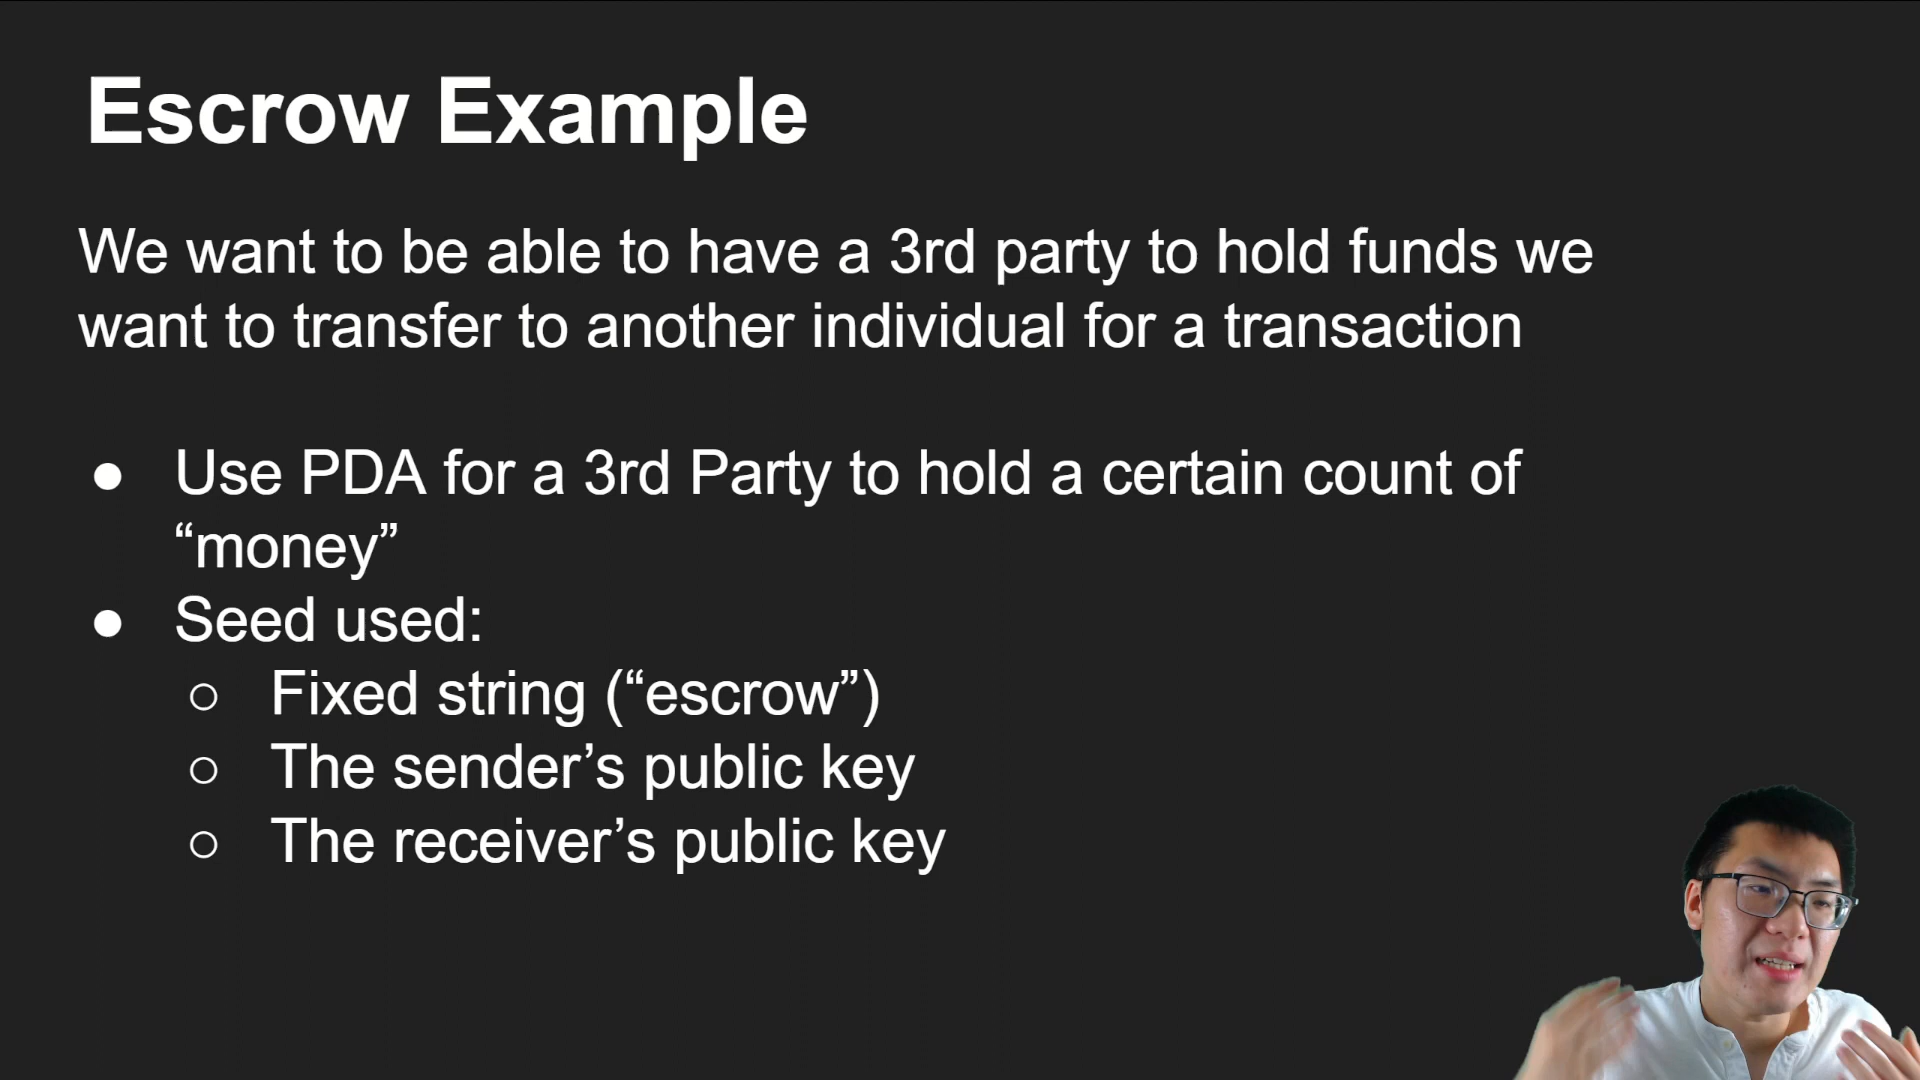 Escrow Example
We want to be able to have a 3rd party to hold funds we
want to transfer to another individual for a transaction
● Use PDA for a 3rd Party to hold a certain count of
“money”
● Seed used:
○ Fixed string (“escrow”)
○ The sender’s public key
○ The receiver’s public key